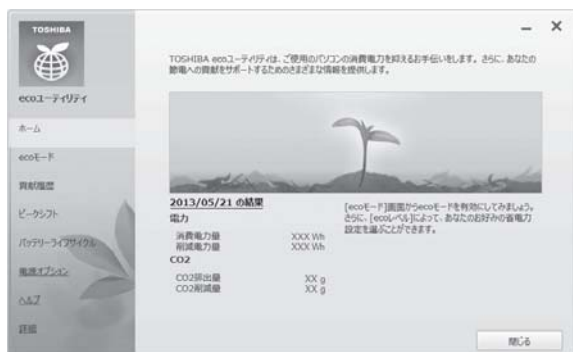 TOSHIBA
ecoユーティリティ
ホーム
ecoモード
貢献履歴
ピークシフト
バッテリーライフサイクル
電源オプション
ヘルプ
詳細
TOSHIBA ecoユーティリティは、ご使用のパソコンの消費電力を抑えるお手伝いをします。さらに、あなたの
節電への貢献をサポートするためのさまざまな情報を提供します。
2013/05/21 の結果
電力
消費電力量 XXX Wh
削減電力量 XXX Wh
CO2
CO2排出量 XX g
CO2削減量 XX g
[ecoモード]画面からecoモードを有効にしてみましょう。
さらに、[ecoレベル]によって、あなたのお好みの省電力
設定を選ぶことができます。
閉じる